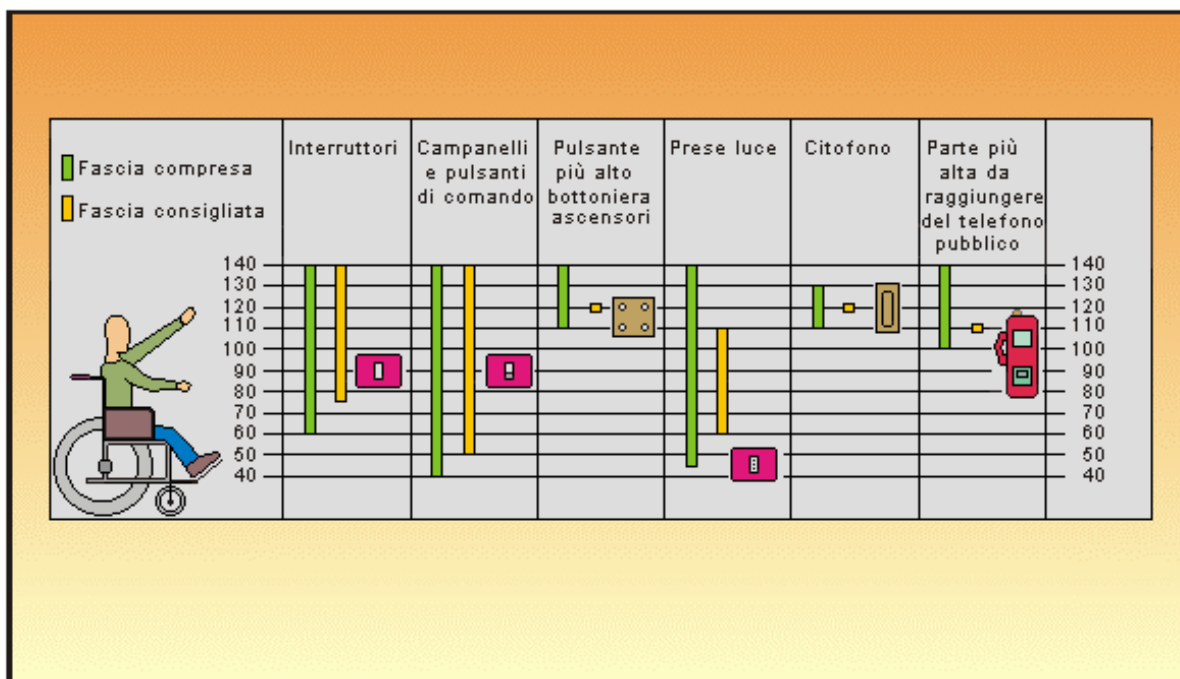 Fascia compresa
Fascia consigliata
Interruttori
Campanelli
e pulsanti
di comando
Pulsante
più alto
bottoniera
ascensori
Prese luce
Citofono
Parte più
alta da
raggiungere
del telefono
pubblico
140 140
130 130
120 120
110 110
100 100
90 90
80 80
70 70
60 60
50 50
40 40